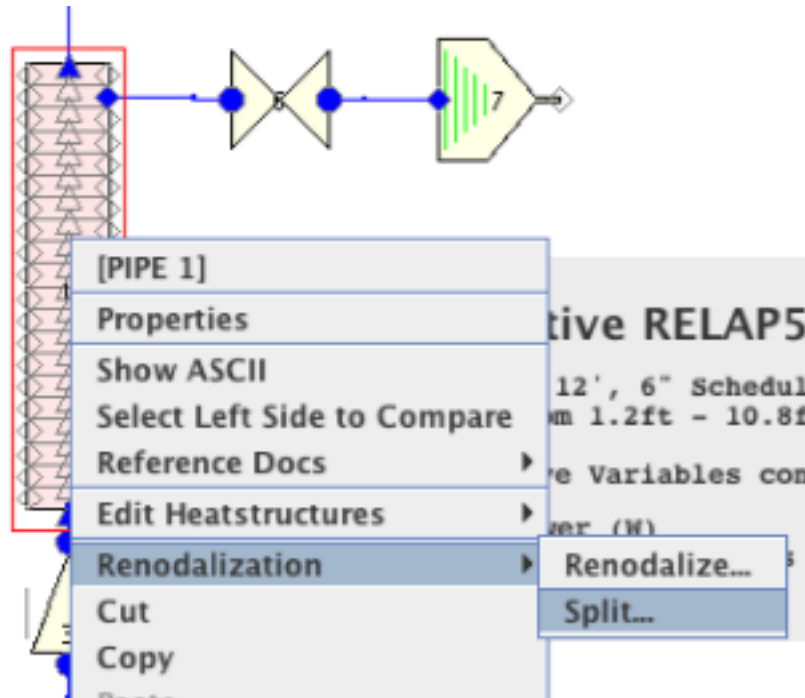 6
7
[PIPE 1]
Properties
tive RELAP5
Show ASCII
12', 6" Schedul
Select Left Side to Compare
m 1.2ft - 10.8f
Reference Docs
e Variables con
Edit Heatstructures
wer (W)
Renodalization
Renodalize...
s
Cut
Split...
Copy